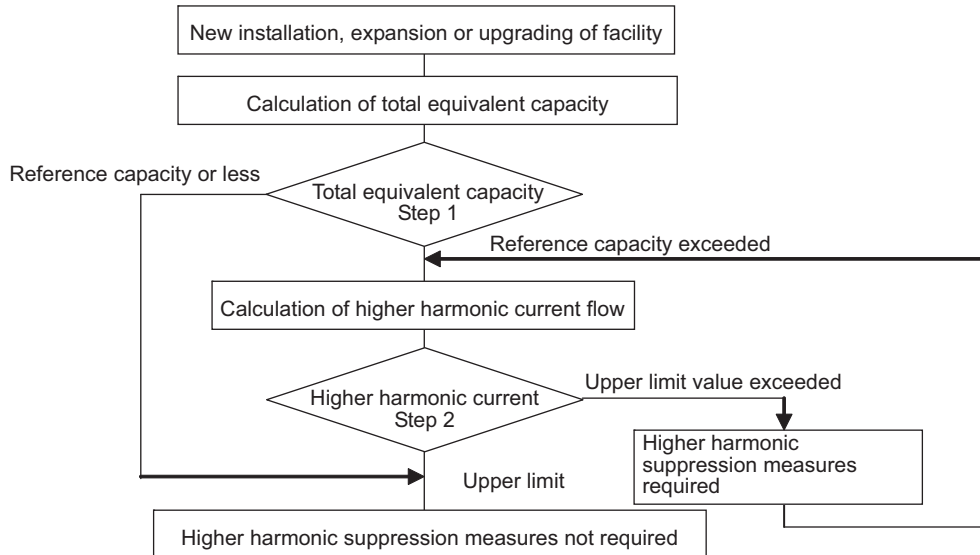 New installation, expansion or upgrading of facility
Calculation of total equivalent capacity
Reference capacity or less
Total equivalent capacity
Step 1
Reference capacity exceeded
Calculation of higher harmonic current flow
Upper limit value exceeded
Higher harmonic current
Step 2
Higher harmonic
suppression measures
required
Upper limit
Higher harmonic suppression measures not required